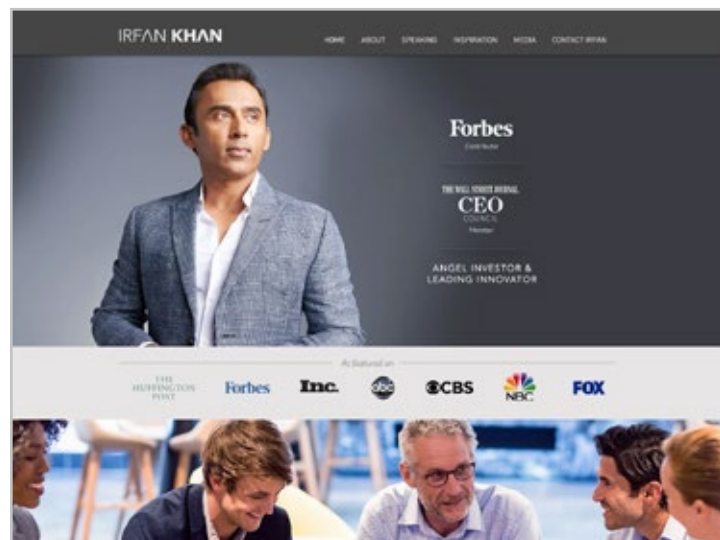 IRFAN KHAN
HOME ABOUT SPEAKING INSPIRATION MEDIA CONTACT IRFAN
Forbes
Contributor
THE WALL STREET JOURNAL
CEO
COUNCIL
Member
ANGEL INVESTOR &
LEADING INNOVATOR
As featured on
THE
HUFFINGTON
POST
Forbes
Inc.
abc
CBS
NBC
FOX